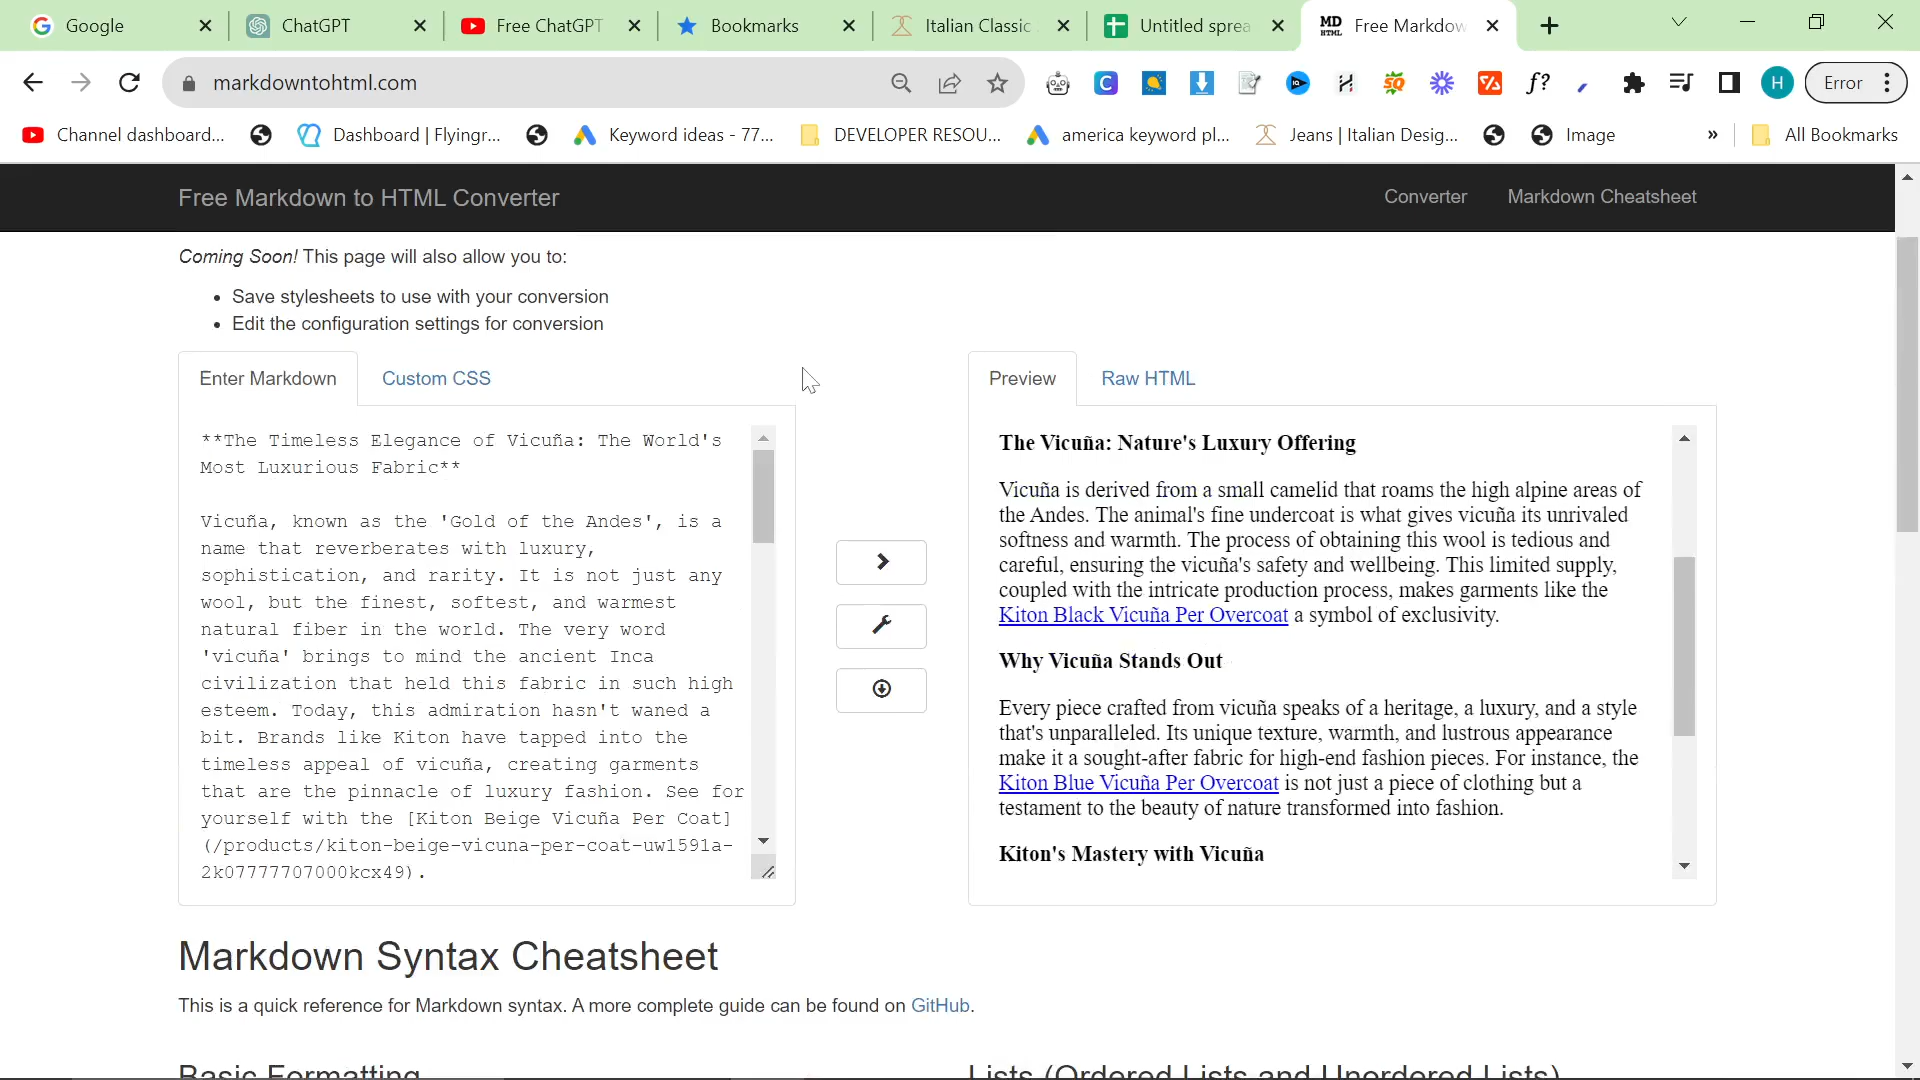 Google
ChatGPT
Free ChatGPT
Bookmarks
Italian Classic
Untitled sprea
MD HTML Free Markdow
markdowntohtml.com
H
Error
Channel dashboard...
Dashboard | Flyingr...
Keyword ideas - 77...
DEVELOPER RESOU...
america keyword pl...
Jeans | Italian Desig...
Image
»
All Bookmarks
Free Markdown to HTML Converter
Converter
Markdown Cheatsheet
Coming Soon! This page will also allow you to:
• Save stylesheets to use with your conversion
• Edit the configuration settings for conversion
Enter Markdown
Custom CSS
**The Timeless Elegance of Vicuña: The World's
Most Luxurious Fabric**
Vicuña, known as the 'Gold of the Andes', is a
name that reverberates with luxury,
sophistication, and rarity. It is not just any
wool, but the finest, softest, and warmest
natural fiber in the world. The very word
'vicuña' brings to mind the ancient Inca
civilization that held this fabric in such high
esteem. Today, this admiration hasn't waned a
bit. Brands like Kiton have tapped into the
timeless appeal of vicuña, creating garments
that are the pinnacle of luxury fashion. See for
yourself with the [Kiton Beige Vicuña Per Coat]
(/products/kiton-beige-vicuna-per-coat-uw1591a-
2k07777707000kcx49).
Preview
Raw HTML
The Vicuña: Nature's Luxury Offering
Vicuña is derived from a small camelid that roams the high alpine areas of
the Andes. The animal's fine undercoat is what gives vicuña its unrivaled
softness and warmth. The process of obtaining this wool is tedious and
careful, ensuring the vicuña's safety and wellbeing. This limited supply,
coupled with the intricate production process, makes garments like the
Kiton Black Vicuña Per Overcoat a symbol of exclusivity.
Why Vicuña Stands Out
Every piece crafted from vicuña speaks of a heritage, a luxury, and a style
that's unparalleled. Its unique texture, warmth, and lustrous appearance
make it a sought-after fabric for high-end fashion pieces. For instance, the
Kiton Blue Vicuña Per Overcoat is not just a piece of clothing but a
testament to the beauty of nature transformed into fashion.
Kiton's Mastery with Vicuña
Markdown Syntax Cheatsheet
This is a quick reference for Markdown syntax. A more complete guide can be found on GitHub.
Basic Formatting
Lists (Ordered Lists and Unordered Lists)